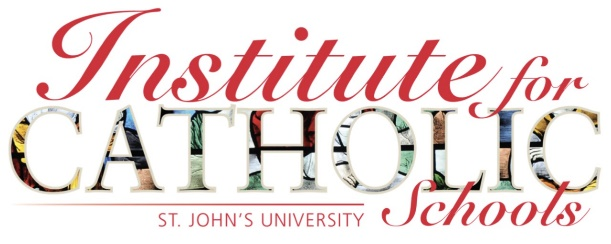 Institute for
CATHOLIC
Schools
ST. JOHN'S UNIVERSITY